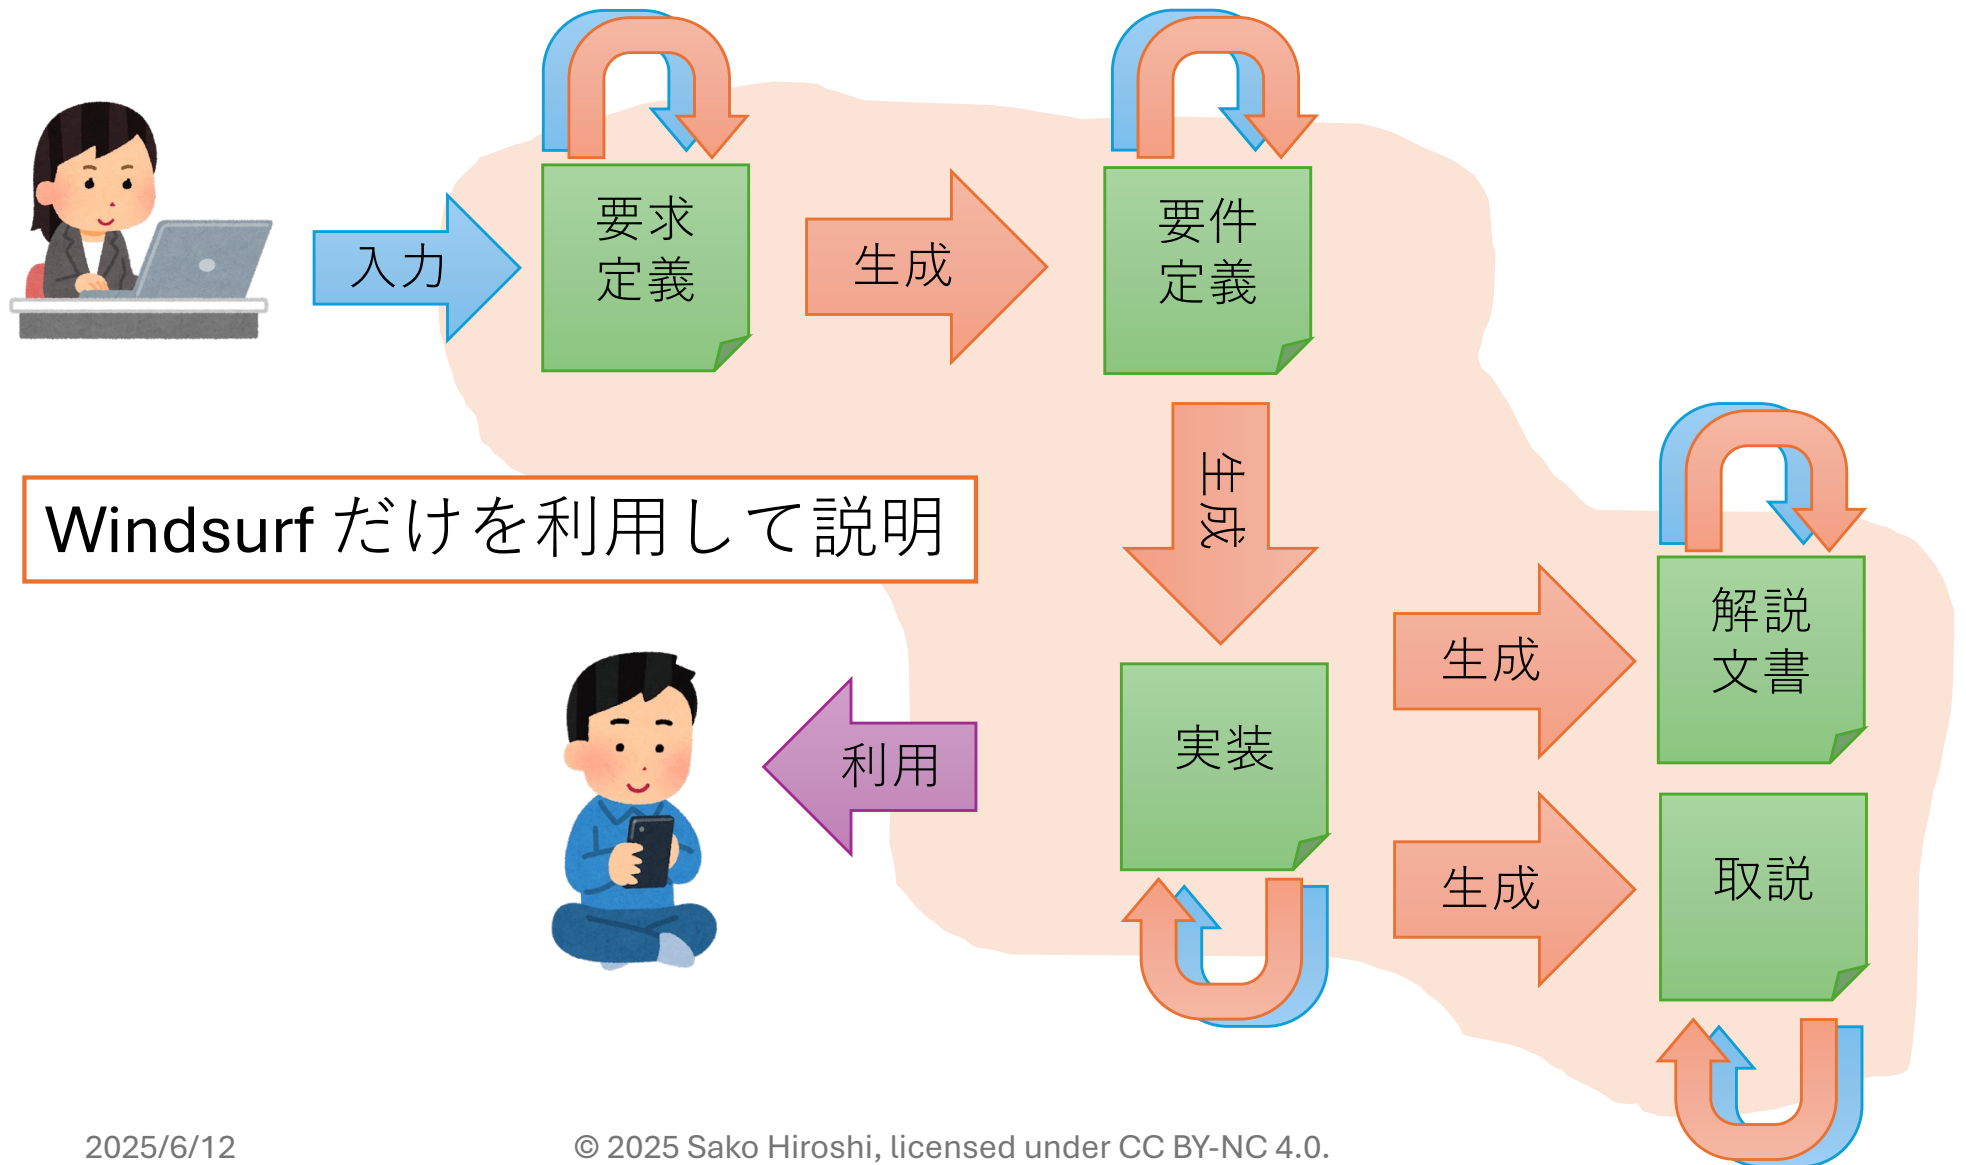 入力
要求
定義
生成
要件
定義
生成
Windsurf だけを利用して説明
生成
解説
文書
実装
利用
生成
取説
2025/6/12
© 2025 Sako Hiroshi, licensed under CC BY-NC 4.0.